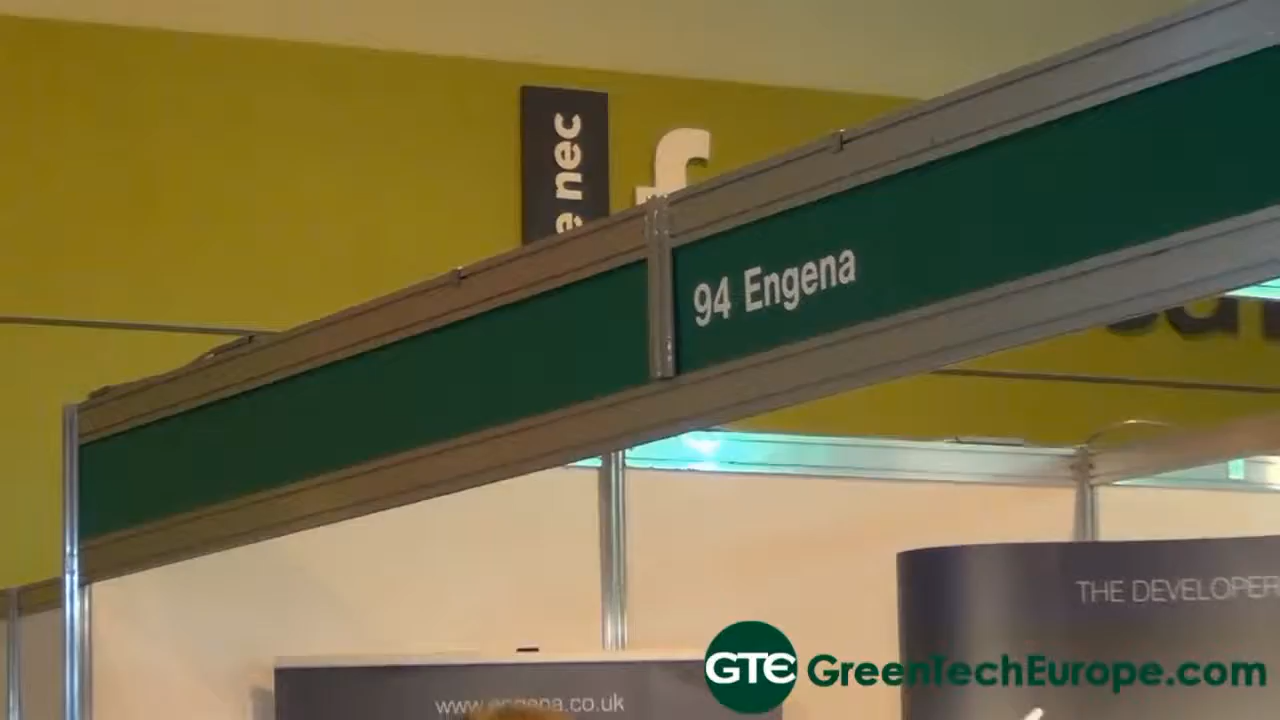 e nec
f
94 Engena
THE DEVELOPER
www.engena.co.uk
GTE GreenTechEurope.com